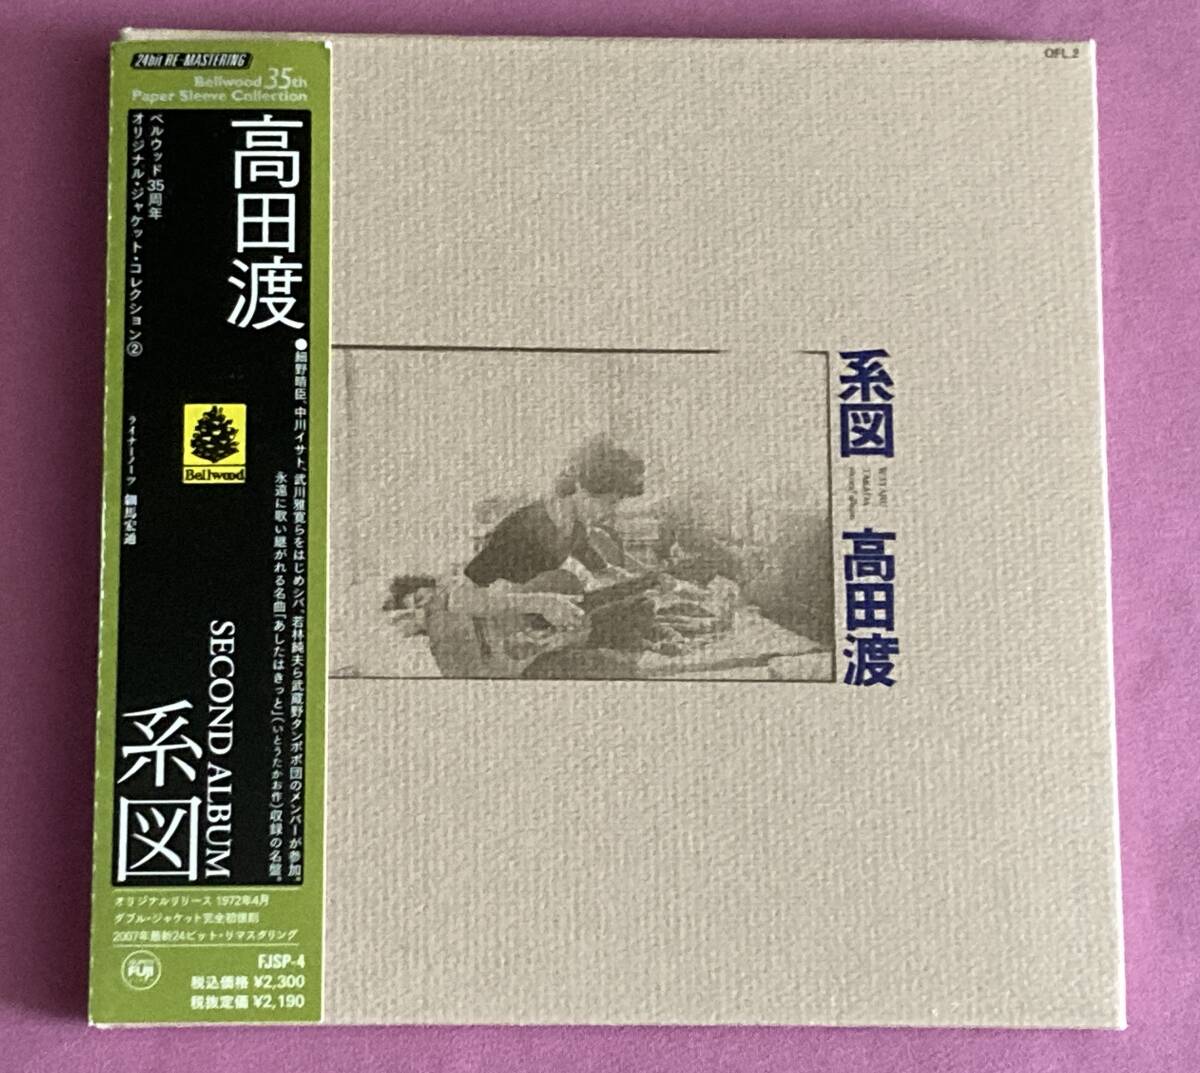 24bit RE-MASTERING
Bellwood 35th
Paper Sleeve Collection
高田渡
ベルウッド 35周年
オリジナル・ジャケット・コレクション②
●細野晴臣、中川イサト、武川雅寛らをはじめシバ、若林純夫ら武蔵野タンポポ団のメンバーが参加。
永遠に歌い継がれる名曲「あしたはきっと」(いとうたかお作)収録の名盤。
Bellwood
ライナーノーツ 細馬宏通
SECOND ALBUM
系図
オリジナルリリース 1972年4月
ダブル・ジャケット完全初復刻
2007年最新24ビット・リマスタリング
FUJI
FJSP-4
税込価格 ¥2,300
税抜定価 ¥2,190
OFL_2
系図
高田渡